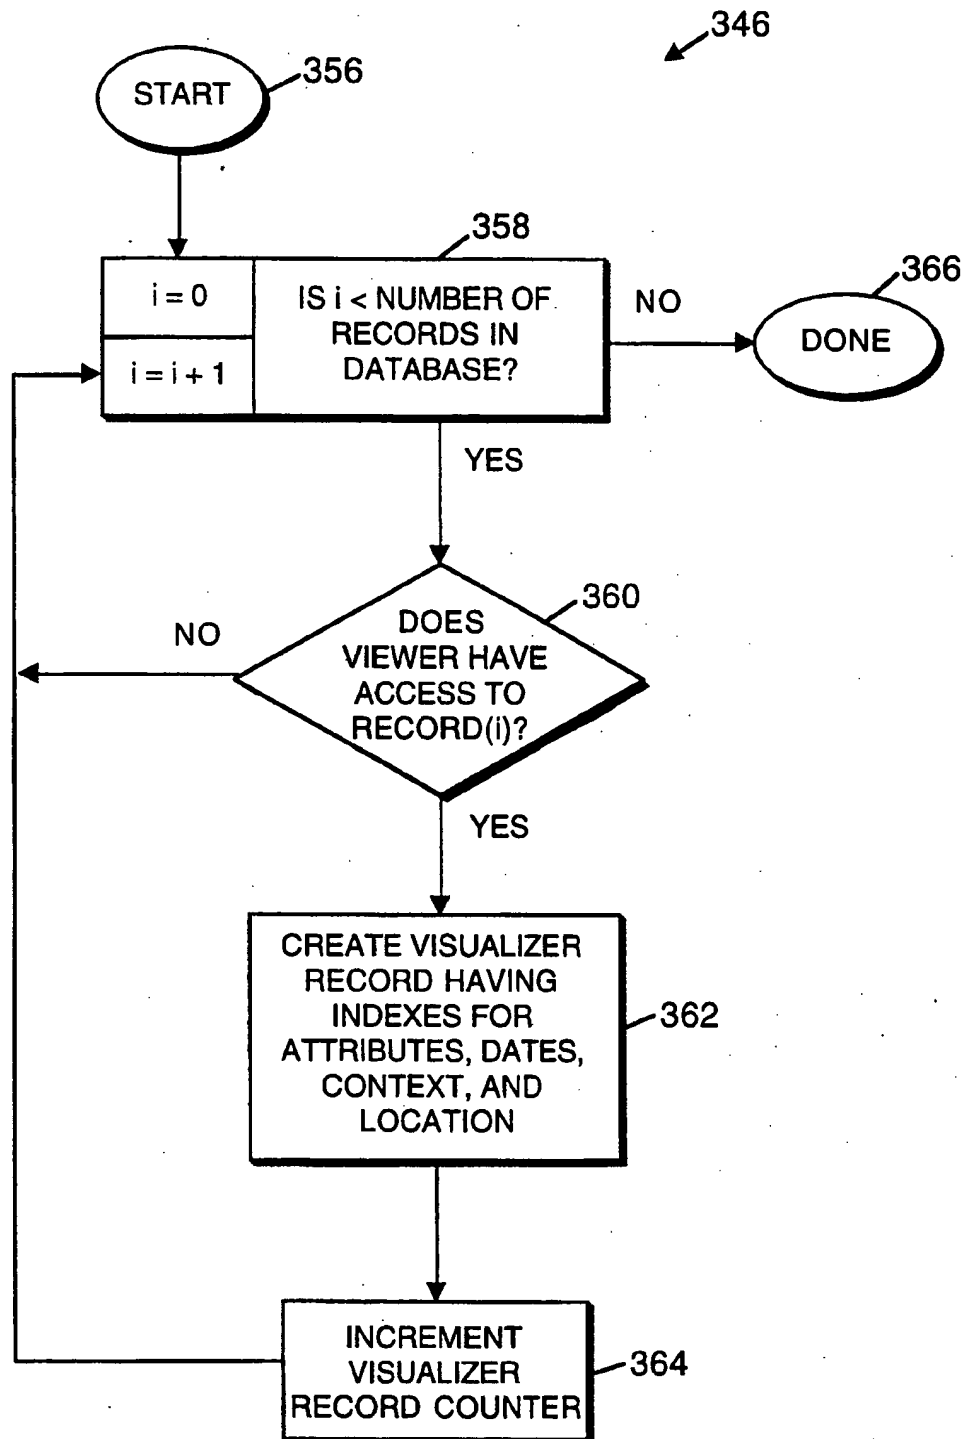 346
START
356
358
i = 0
IS i < NUMBER OF
RECORDS IN
DATABASE?
i = i + 1
NO
366
DONE
YES
360
DOES
VIEWER HAVE
ACCESS TO
RECORD(i)?
NO
YES
CREATE VISUALIZER
RECORD HAVING
INDEXES FOR
ATTRIBUTES, DATES,
CONTEXT, AND
LOCATION
362
INCREMENT
VISUALIZER
RECORD COUNTER
364